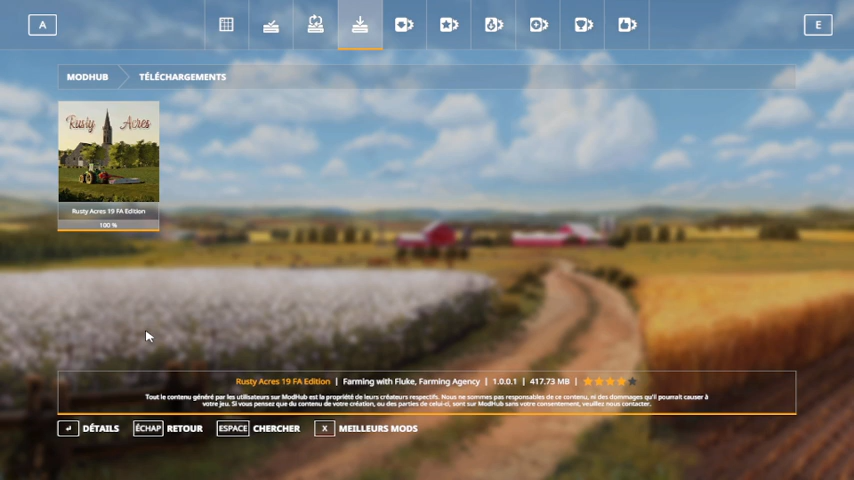 A
E
MODHUB
TÉLÉCHARGEMENTS
Rusty Acres
Rusty Acres 19 FA Edition
100 %
Rusty Acres 19 FA Edition | Farming with Fluke, Farming Agency | 1.0.0.1 | 417.73 MB |
Tout le contenu généré par les utilisateurs sur ModHub est la propriété de leurs créateurs respectifs. Nous ne sommes pas responsables de ce contenu, ni des dommages qu'il pourrait causer à
votre jeu. Si vous pensez que du contenu de votre création, ou des parties de celui-ci, sont sur ModHub sans votre consentement, veuillez nous contacter.
DÉTAILS
ÉCHAP RETOUR
ESPACE CHERCHER
X MEILLEURS MODS